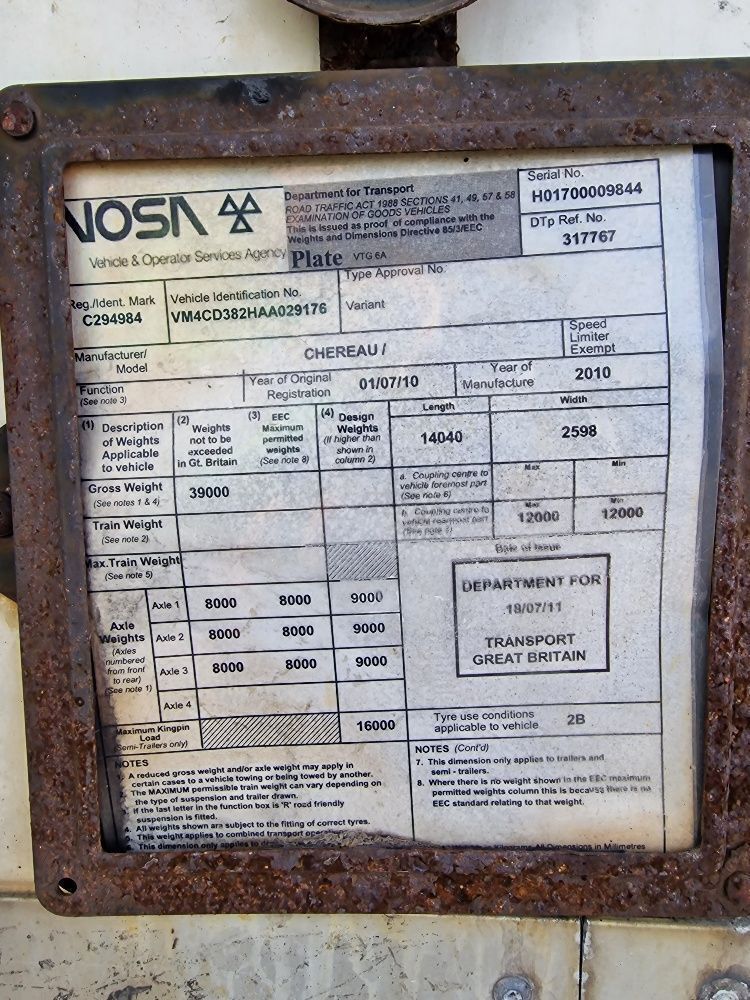 VOSA
Vehicle & Operator Services Agency
Department for Transport
ROAD TRAFFIC ACT 1988 SECTIONS 41, 49, 57 & 58
EXAMINATION OF GOODS VEHICLES
This is issued as proof of compliance with the
Weights and Dimensions Directive 85/3/EEC
Plate VTG 6A
Serial No.
H01700009844
DTp Ref. No.
317767
Reg./Ident. Mark
C294984
Vehicle Identification No.
VM4CD382HAA029176
Type Approval No.
Variant
Manufacturer/
Model
CHEREAU /
Speed
Limiter
Exempt
Function
(See note 3)
Year of Original
Registration
01/07/10
Year of
Manufacture
2010
(1) Description
of Weights
Applicable
to vehicle
(2) Weights
not to be
exceeded
in Gt. Britain
(3) EEC
Maximum
permitted
weights
(See note 8)
(4) Design
Weights
(If higher than
shown in
column 2)
Length
14040
Width
2598
Gross Weight
(See notes 1 & 4)
39000
a. Coupling centre to
vehicle foremost part
(See note 6)
Max
Min
Train Weight
(See note 2)
b. Coupling centre to
vehicle rearmost part
Max
12000
Min
12000
Max.Train Weight
(See note 5)
Date of Issue
DEPARTMENT FOR
18/07/11
TRANSPORT
GREAT BRITAIN
Axle
Weights
(Axles
numbered
from front
to rear)
(See note 1)
Axle 1 8000 8000 9000
Axle 2 8000 8000 9000
Axle 3 8000 8000 9000
Axle 4
Maximum Kingpin
Load
(Semi-Trailers only)
16000
Tyre use conditions
applicable to vehicle
2B
NOTES
A reduced gross weight and/or axle weight may apply in
certain cases to a vehicle towing or being towed by another.
The MAXIMUM permissible train weight can vary depending on
the type of suspension and trailer drawn.
If the last letter in the function box is 'R' road friendly
suspension is fitted.
4. All weights shown are subject to the fitting of correct tyres.
5. This weight applies to combined transport
This dimension only applies to
NOTES (Cont'd)
7. This dimension only applies to trailers and
semi - trailers.
8. Where there is no weight shown in the EEC maximum
permitted weights column this is because there is no
EEC standard relating to that weight.
All Dimensions in Millimetres